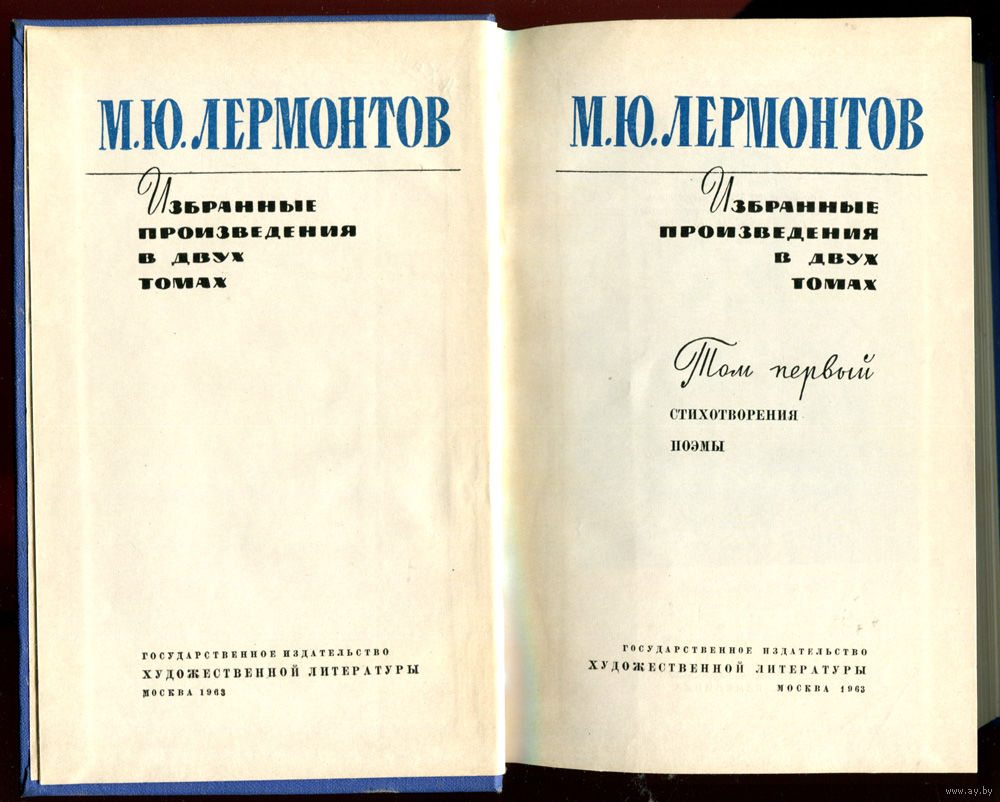 М.Ю.ЛЕРМОНТОВ
Избранные
произведения
в двух
томах
ГОСУДАРСТВЕННОЕ ИЗДАТЕЛЬСТВО
ХУДОЖЕСТВЕННОЙ ЛИТЕРАТУРЫ
МОСКВА 1963
М.Ю.ЛЕРМОНТОВ
Избранные
произведения
в двух
томах
Том первый
СТИХОТВОРЕНИЯ
ПОЭМЫ
ГОСУДАРСТВЕННОЕ ИЗДАТЕЛЬСТВО
ХУДОЖЕСТВЕННОЙ ЛИТЕРАТУРЫ
МОСКВА 1963
www.ay.by